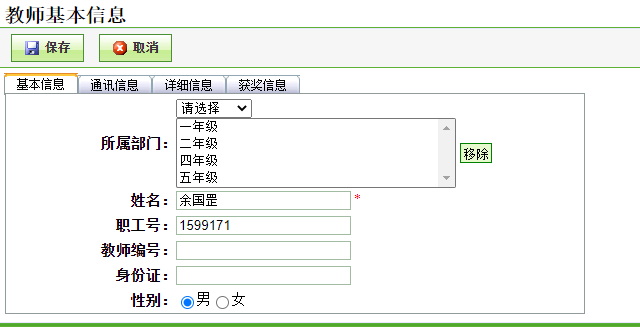 教师基本信息
保存 取消
基本信息 通讯信息 详细信息 获奖信息
请选择
所属部门：
一年级
二年级
四年级
五年级
移除
姓名： 余国罡 *
职工号： 1599171
教师编号：
身份证：
性别： 男 女